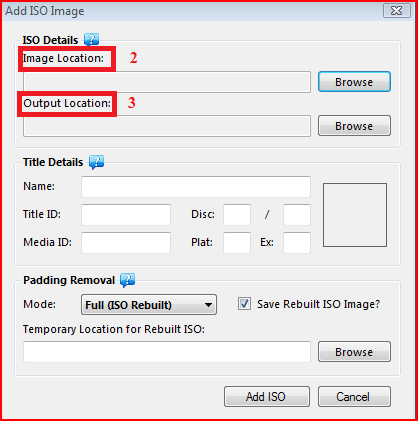 Add ISO Image
ISO Details ?
Image Location: 2
Browse
Output Location: 3
Browse
Title Details ?
Name:
Title ID: Disc: /
Media ID: Plat: Ex:
Padding Removal ?
Mode: Full (ISO Rebuilt) Save Rebuilt ISO Image?
Temporary Location for Rebuilt ISO:
Browse
Add ISO Cancel